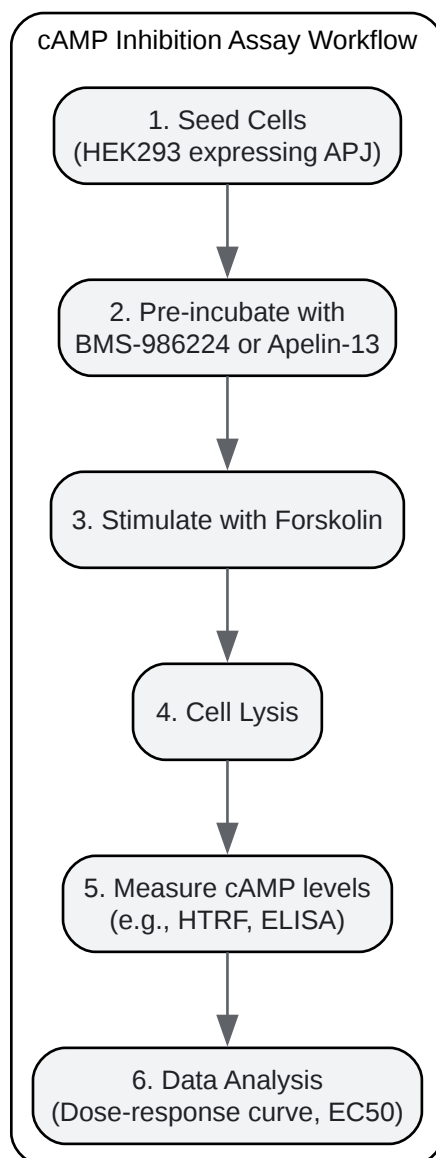 cAMP Inhibition Assay Workflow
1. Seed Cells
(HEK293 expressing APJ)
2. Pre-incubate with
BMS-986224 or Apelin-13
3. Stimulate with Forskolin
4. Cell Lysis
5. Measure cAMP levels
(e.g., HTRF, ELISA)
6. Data Analysis
(Dose-response curve, EC50)